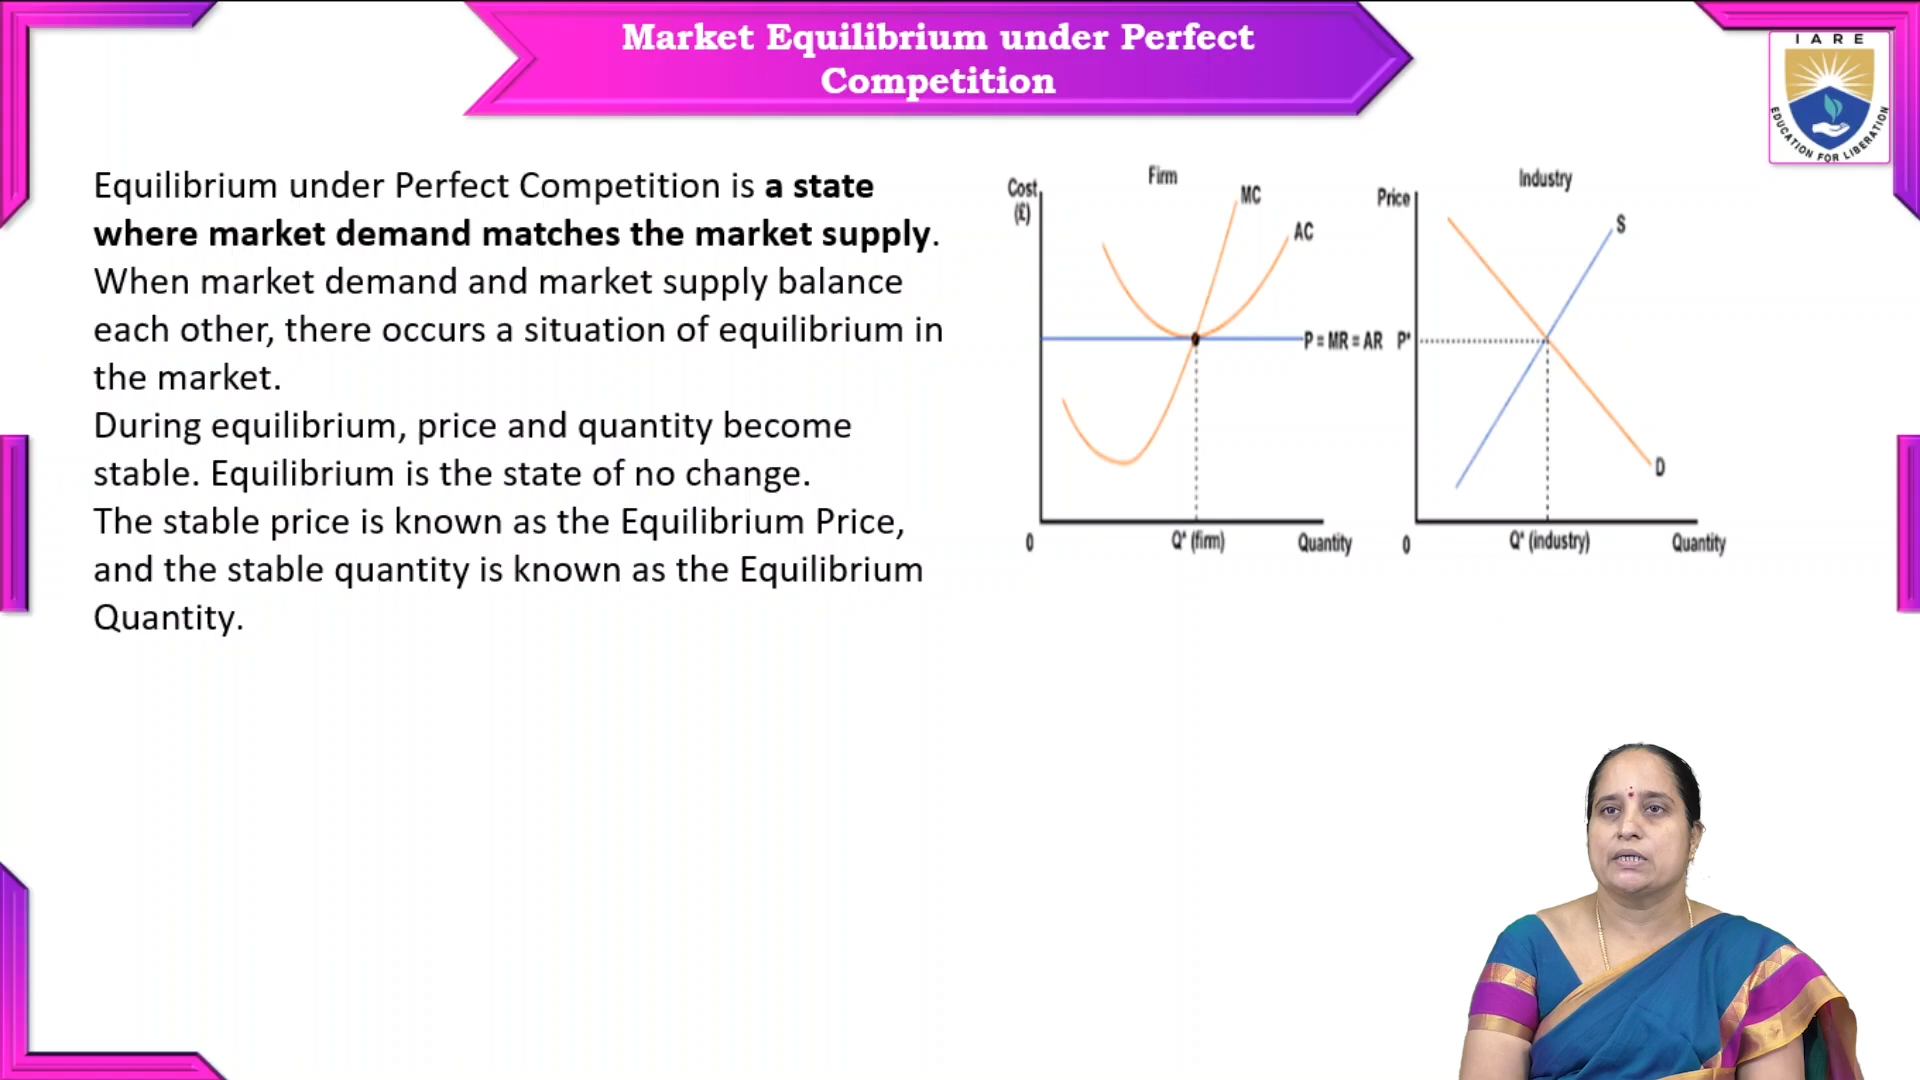 Market Equilibrium under Perfect
Competition
I A R E
EDUCATION FOR LIBERATION
Equilibrium under Perfect Competition is a state
where market demand matches the market supply.
When market demand and market supply balance
each other, there occurs a situation of equilibrium in
the market.
During equilibrium, price and quantity become
stable. Equilibrium is the state of no change.
The stable price is known as the Equilibrium Price,
and the stable quantity is known as the Equilibrium
Quantity.
Firm
Cost
(£)
MC
AC
P = MR = AR
0
Q* (firm)
Quantity
Industry
Price
S
P*
D
0
Q* (industry)
Quantity